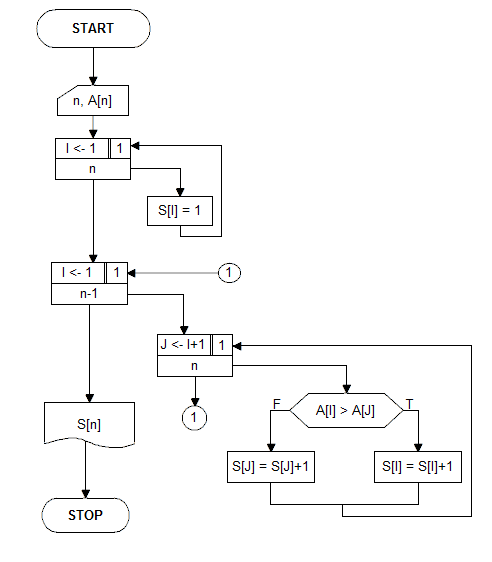 START
n, A[n]
I <- 1 1
n
S[I] = 1
I <- 1 1
n-1
1
J <- I+1 1
n
1
F
A[I] > A[J]
T
S[n]
S[J] = S[J]+1
S[I] = S[I]+1
STOP